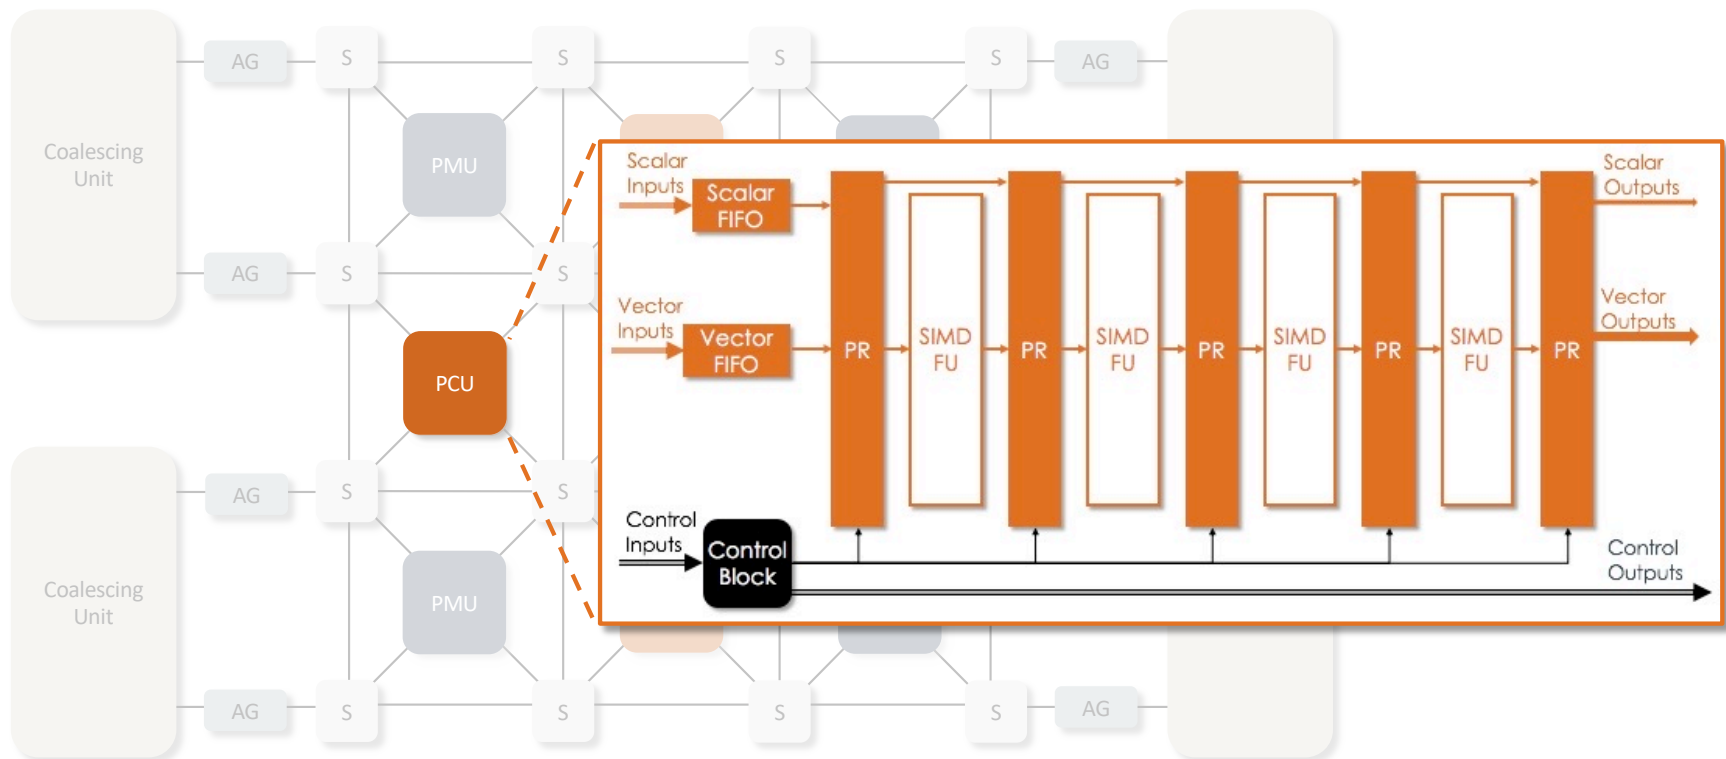 AG
S
S
S
S
AG
Coalescing
Unit
PMU
AG
S
S
PCU
AG
S
S
Coalescing
Unit
PMU
AG
S
S
S
S
AG
Scalar
Inputs
Scalar
FIFO
Vector
Inputs
Vector
FIFO
PR
SIMD
FU
PR
SIMD
FU
PR
SIMD
FU
PR
SIMD
FU
PR
Scalar
Outputs
Vector
Outputs
Control
Inputs
Control
Block
Control
Outputs